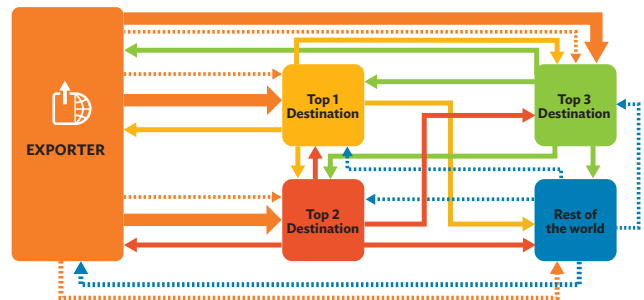 EXPORTER
Top 1
Destination
Top 3
Destination
Top 2
Destination
Rest of
the world